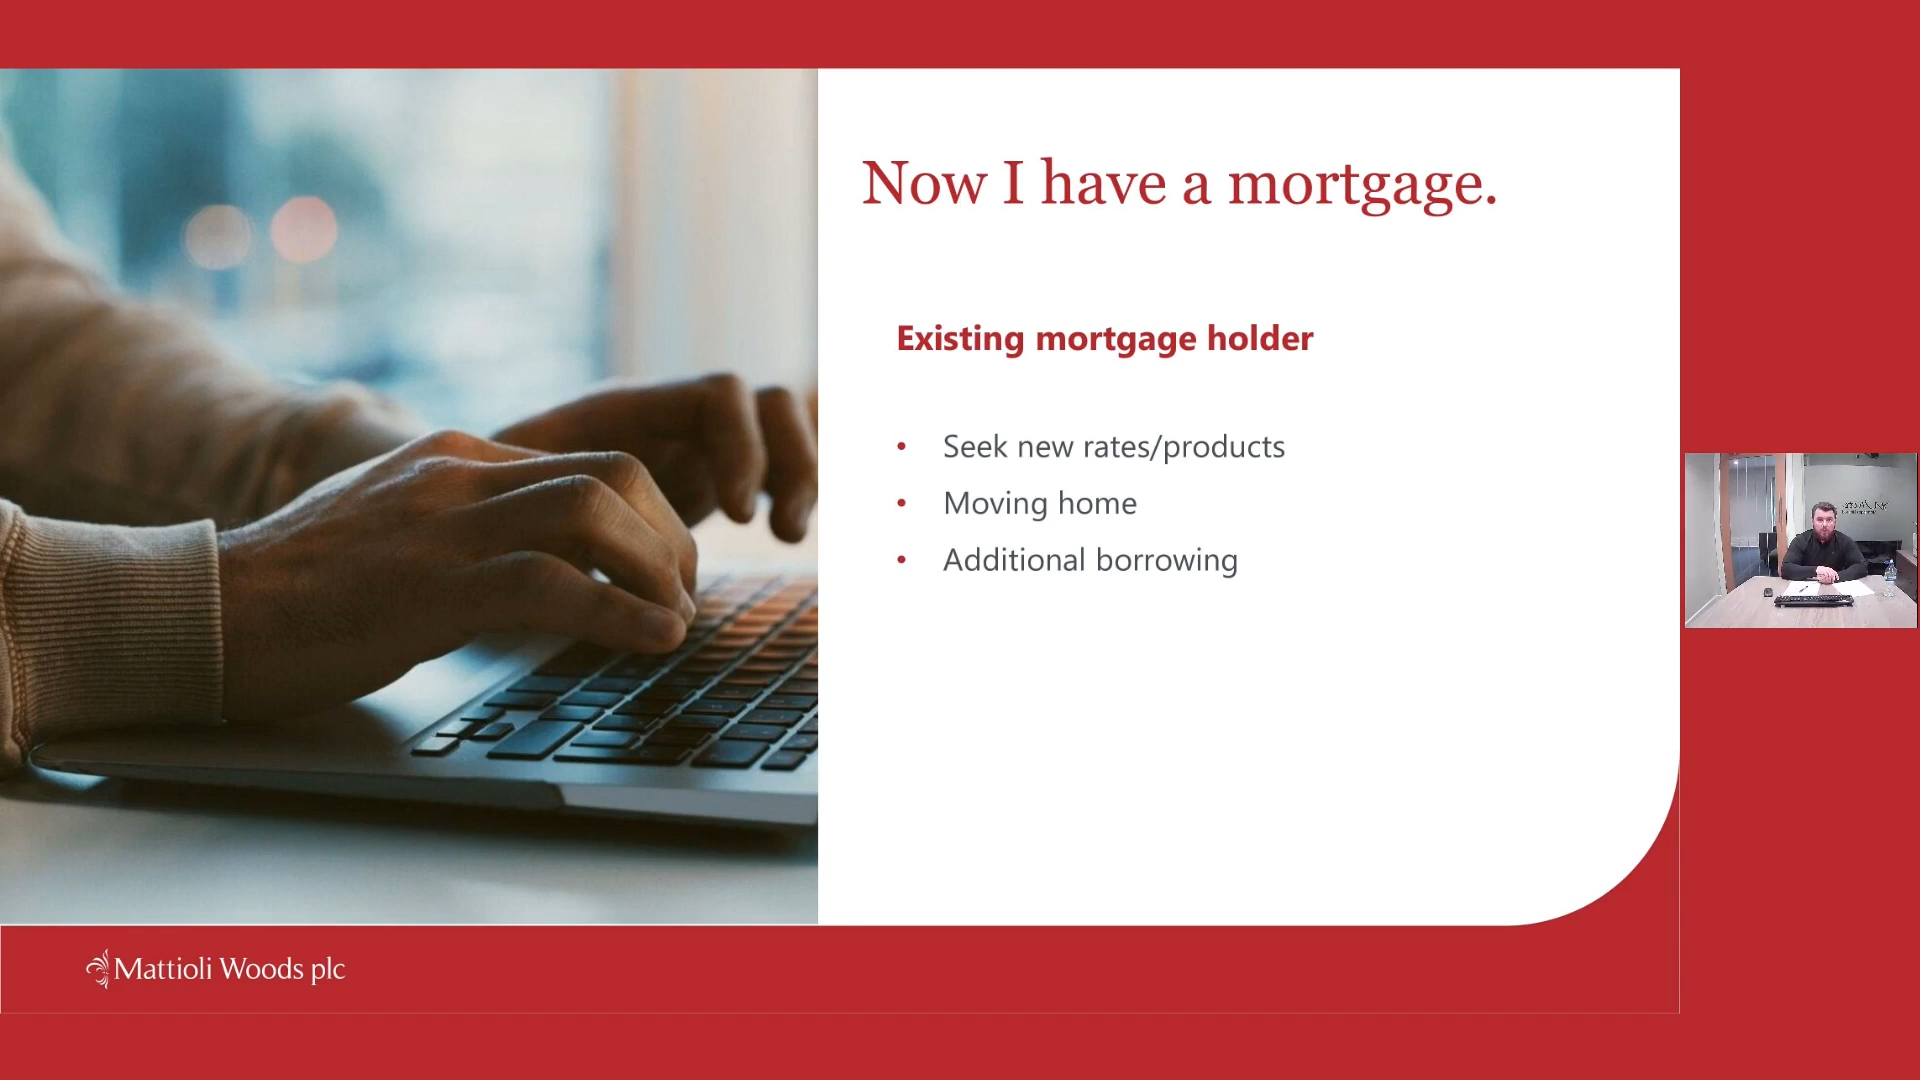 Now I have a mortgage.
Existing mortgage holder
• Seek new rates/products
• Moving home
• Additional borrowing
Mattioli Woods plc